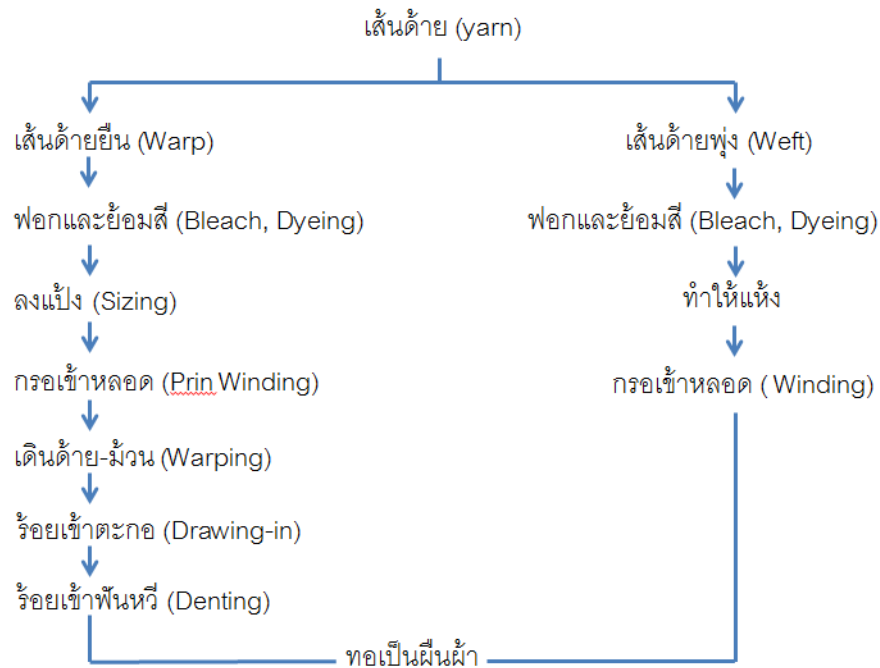 เส้นด้าย (yarn)
เส้นด้ายยืน (Warp)
เส้นด้ายพุ่ง (Weft)
ฟอกและย้อมสี (Bleach, Dyeing)
ฟอกและย้อมสี (Bleach, Dyeing)
ลงแป้ง (Sizing)
ทำให้แห้ง
กรอเข้าหลอด (Prin Winding)
กรอเข้าหลอด ( Winding)
เดินด้าย-ม้วน (Warping)
ร้อยเข้าตะกอ (Drawing-in)
ร้อยเข้าฟันหวี (Denting)
ทอเป็นผืนผ้า